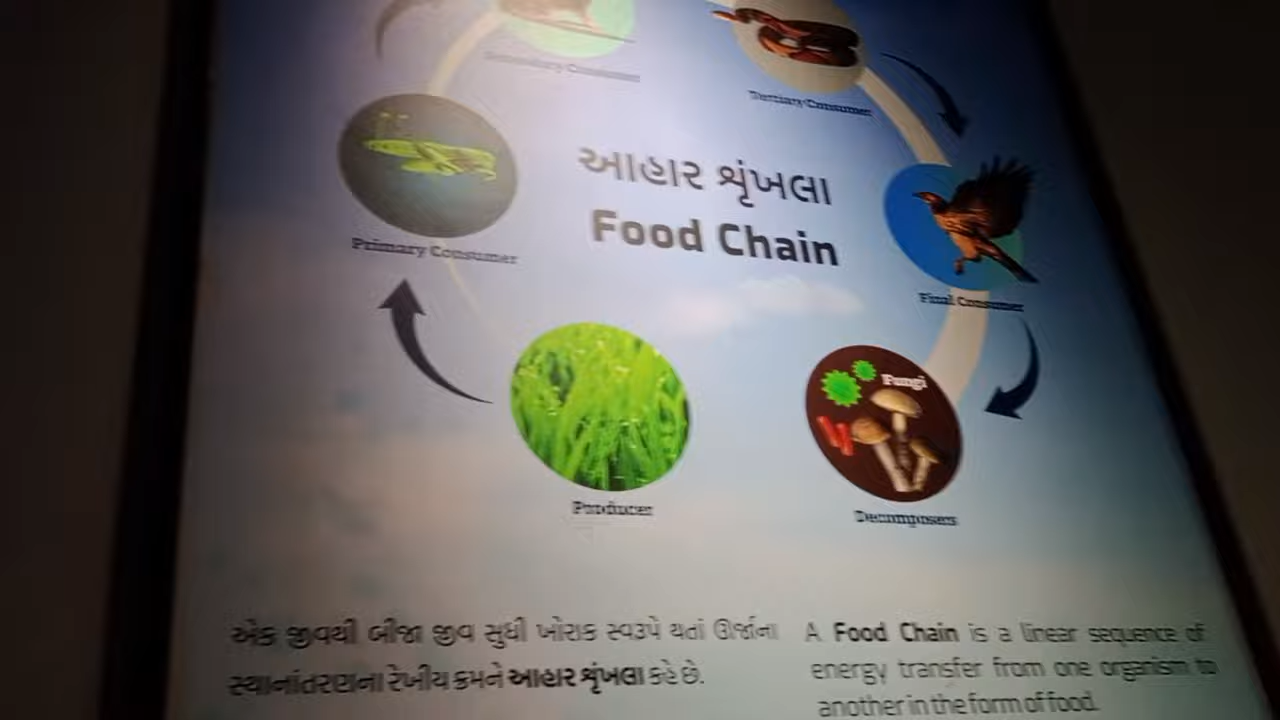 Secondary Consumer
Tertiary Consumer
Primary Consumer
આહાર શૃંખલા
Food Chain
Final Consumer
Fungi
Producer
Decomposers
એક જીવથી બીજા જીવ સુધી ખોરાક સ્વરૂપે થતાં ઊર્જાના
સ્થાનાંતરણના રેખીય ક્રમને આહાર શૃંખલા કહે છે.
A Food Chain is a linear sequence of
energy transfer from one organism to
another in the form of food.